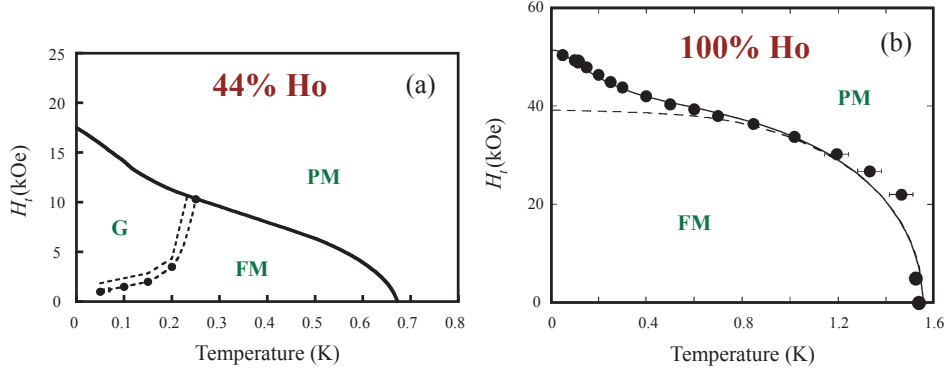 44% Ho
(a)
25
20
15
10
5
0
H_t(kOe)
PM
G
FM
0 0.1 0.2 0.3 0.4 0.5 0.6 0.7 0.8
Temperature (K)
100% Ho
(b)
60
40
20
0
H_t(kOe)
PM
FM
0 0.4 0.8 1.2 1.6
Temperature (K)